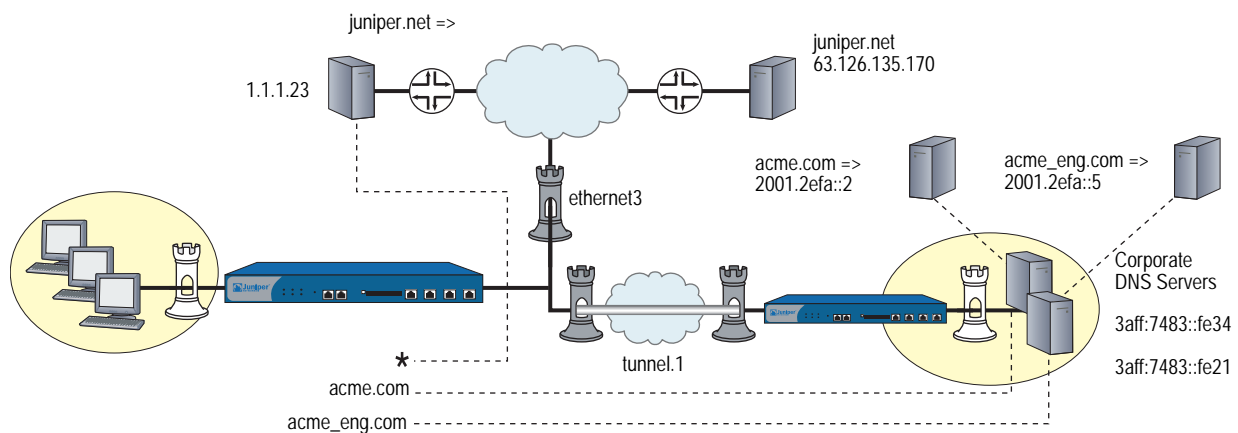 juniper.net =>
juniper.net
63.126.135.170
1.1.1.23
acme.com =>
2001.2efa::2
acme_eng.com =>
2001.2efa::5
ethernet3
Juniper
Juniper
Corporate
DNS Servers
3aff:7483::fe34
3aff:7483::fe21
tunnel.1
*
acme.com
acme_eng.com